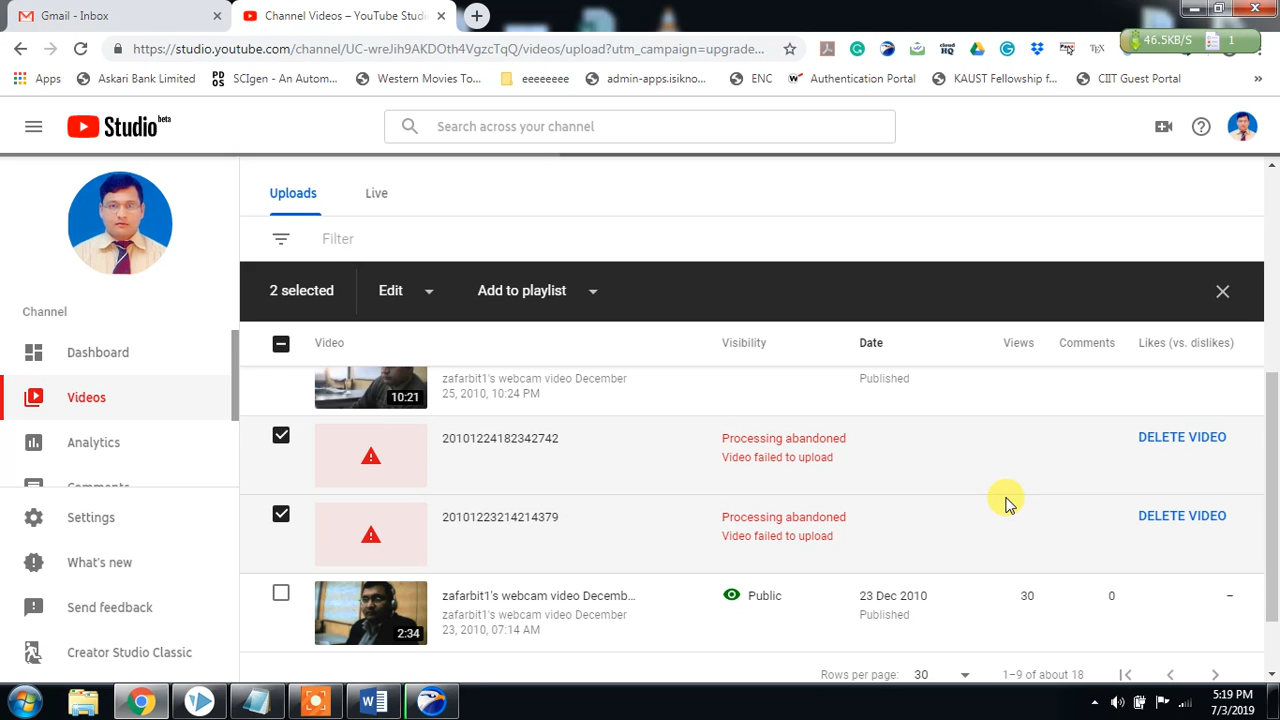 Gmail - Inbox
Channel Videos – YouTube Stud
https://studio.youtube.com/channel/UC-wreJih9AKDOth4VgzcTqQ/videos/upload?utm_campaign=upgrade...
46.5KB/S 1
Apps
Askari Bank Limited
SCIgen - An Autom...
Western Movies:To...
eeeeeee
admin-apps.isikno...
ENC
Authentication Portal
KAUST Fellowship f...
CIIT Guest Portal
Studio beta
Search across your channel
Channel
Dashboard
Videos
Analytics
Comments
Settings
What's new
Send feedback
Creator Studio Classic
Uploads
Live
Filter
2 selected
Edit
Add to playlist
Video
Visibility
Date
Views
Comments
Likes (vs. dislikes)
10:21
zafarbit1's webcam video December
25, 2010, 10:24 PM
Published
20101224182342742
Processing abandoned
Video failed to upload
DELETE VIDEO
20101223214214379
Processing abandoned
Video failed to upload
DELETE VIDEO
2:34
zafarbit1's webcam video Decemb...
zafarbit1's webcam video December
23, 2010, 07:14 AM
Public
23 Dec 2010
Published
30
0
–
Rows per page: 30
1–9 of about 18
5:19 PM
7/3/2019